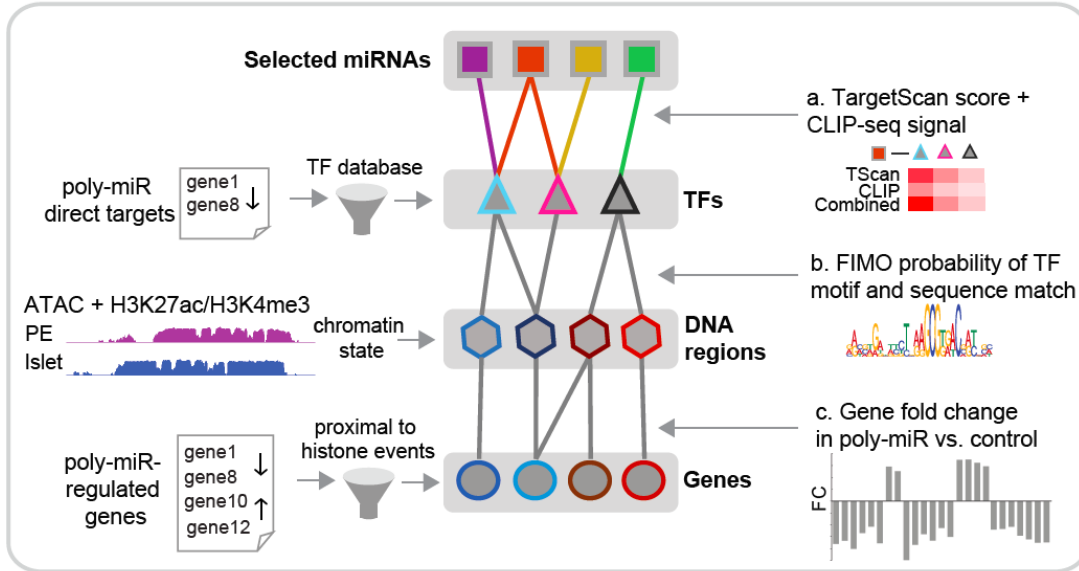 Selected miRNAs
a. TargetScan score +
CLIP-seq signal
TScan
CLIP
Combined
poly-miR
direct targets
gene1
gene8
TF database
TFs
b. FIMO probability of TF
motif and sequence match
ATAC + H3K27ac/H3K4me3
PE
Islet
chromatin
state
DNA
regions
poly-miR-
regulated
genes
gene1
gene8
gene10
gene12
proximal to
histone events
Genes
c. Gene fold change
in poly-miR vs. control
FC